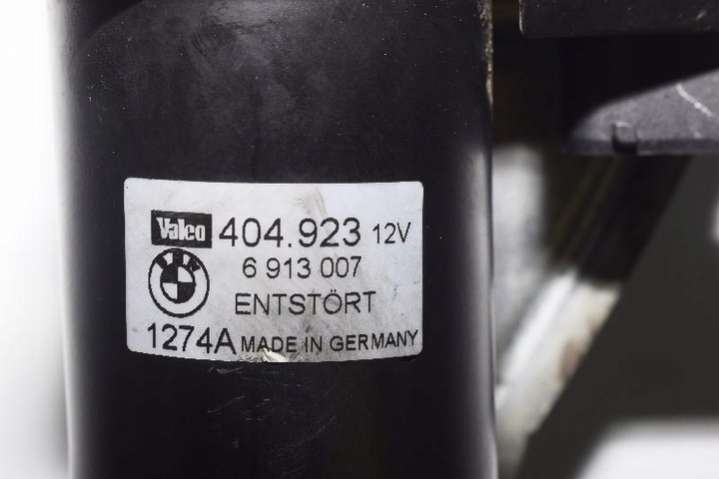 Valeo 404.923 12V
6 913 007
ENTSTÖRT
1274A MADE IN GERMANY